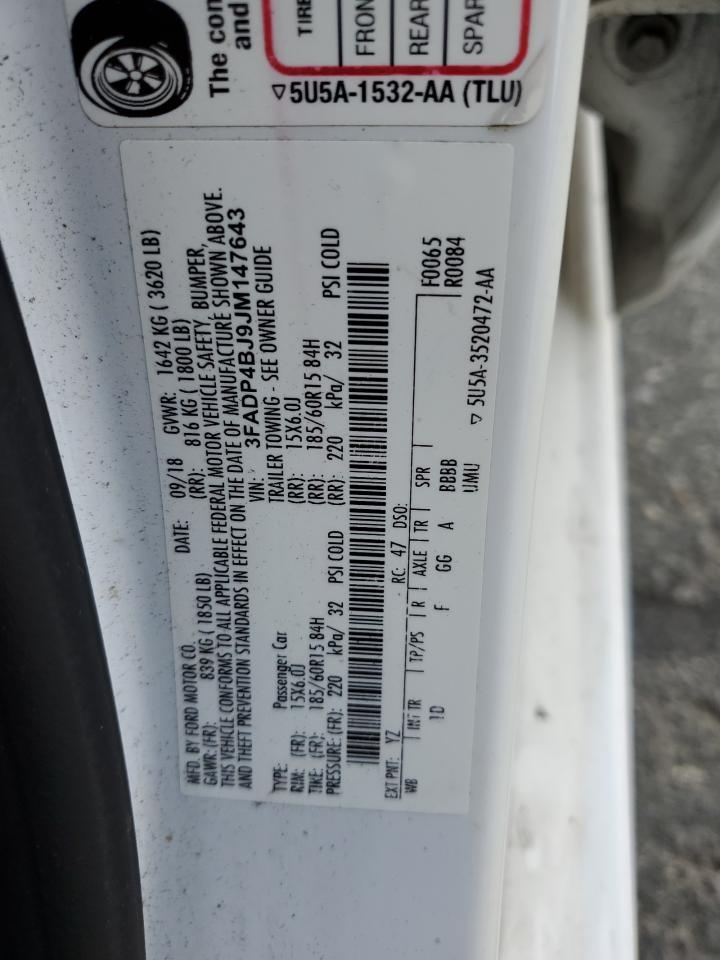 The con
and
TIRE
FRON
REAR
SPAR
5U5A-1532-AA (TLU)
MFD. BY FORD MOTOR CO.
DATE: 09/18 GVWR: 1642 KG ( 3620 LB)
GAWR: (FR): 839 KG ( 1850 LB) (RR): 816 KG ( 1800 LB)
THIS VEHICLE CONFORMS TO ALL APPLICABLE FEDERAL MOTOR VEHICLE SAFETY, BUMPER,
AND THEFT PREVENTION STANDARDS IN EFFECT ON THE DATE OF MANUFACTURE SHOWN ABOVE.
VIN: 3FADP4BJ9JM147643
TYPE: Passenger Car TRAILER TOWING - SEE OWNER GUIDE
RIM: (FR): 15X6.0J (RR): 15X6.0J
TIRE: (FR): 185/60R15 84H (RR): 185/60R15 84H
PRESSURE: (FR): 220 kPa/ 32 PSI COLD (RR): 220 kPa/ 32 PSI COLD
EXT PNT: YZ RC: 47 DSO: F0065
R0084
WB INT TR TP/PS R AXLE TR SPR
1D F GG A BBBB
UMU 5U5A-3520472-AA